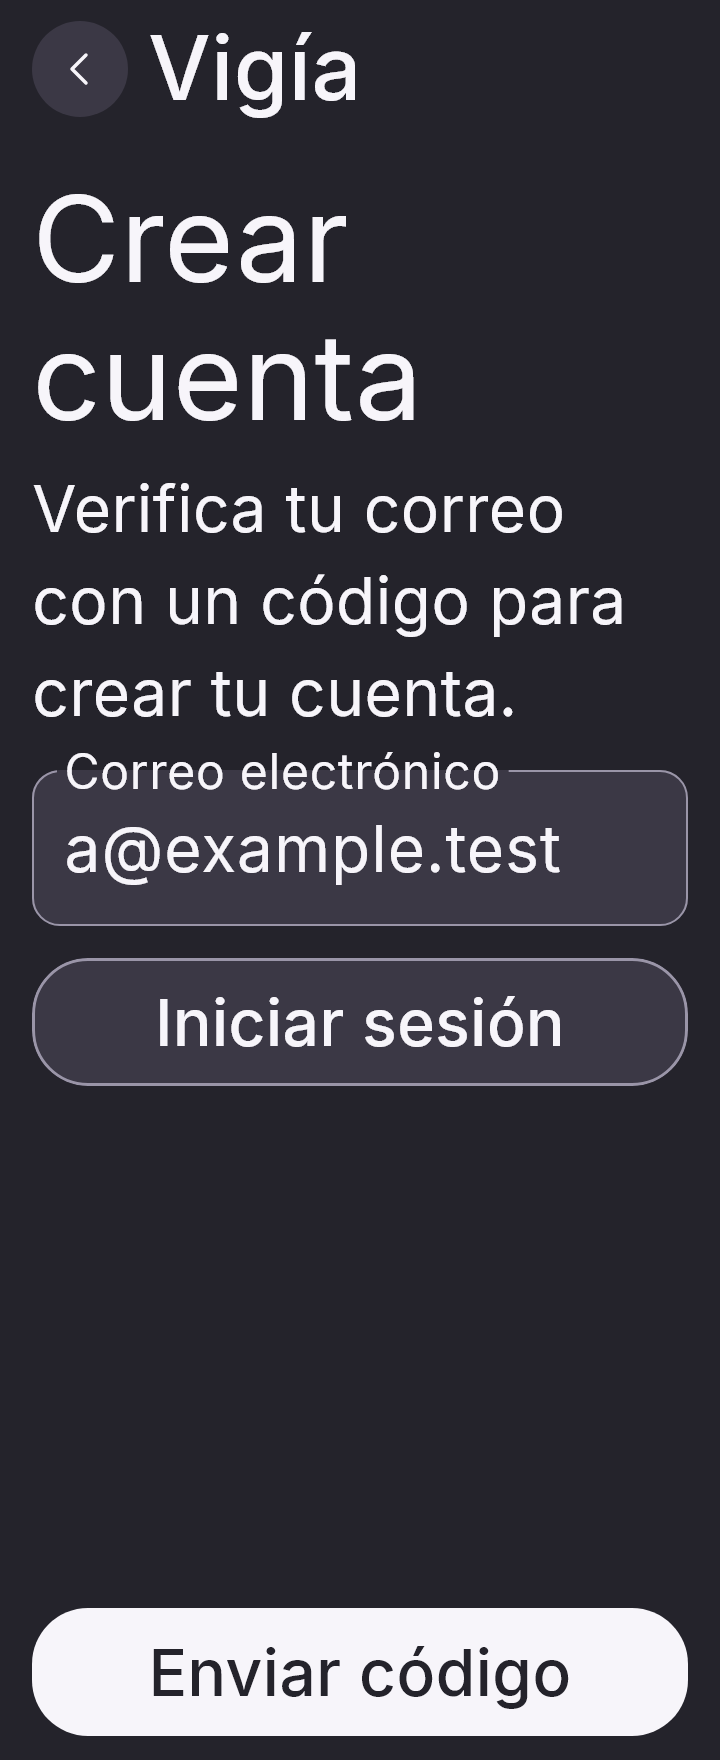 Vigía
Crear
cuenta
Verifica tu correo
con un código para
crear tu cuenta.
Correo electrónico
a@example.test
Iniciar sesión
Enviar código